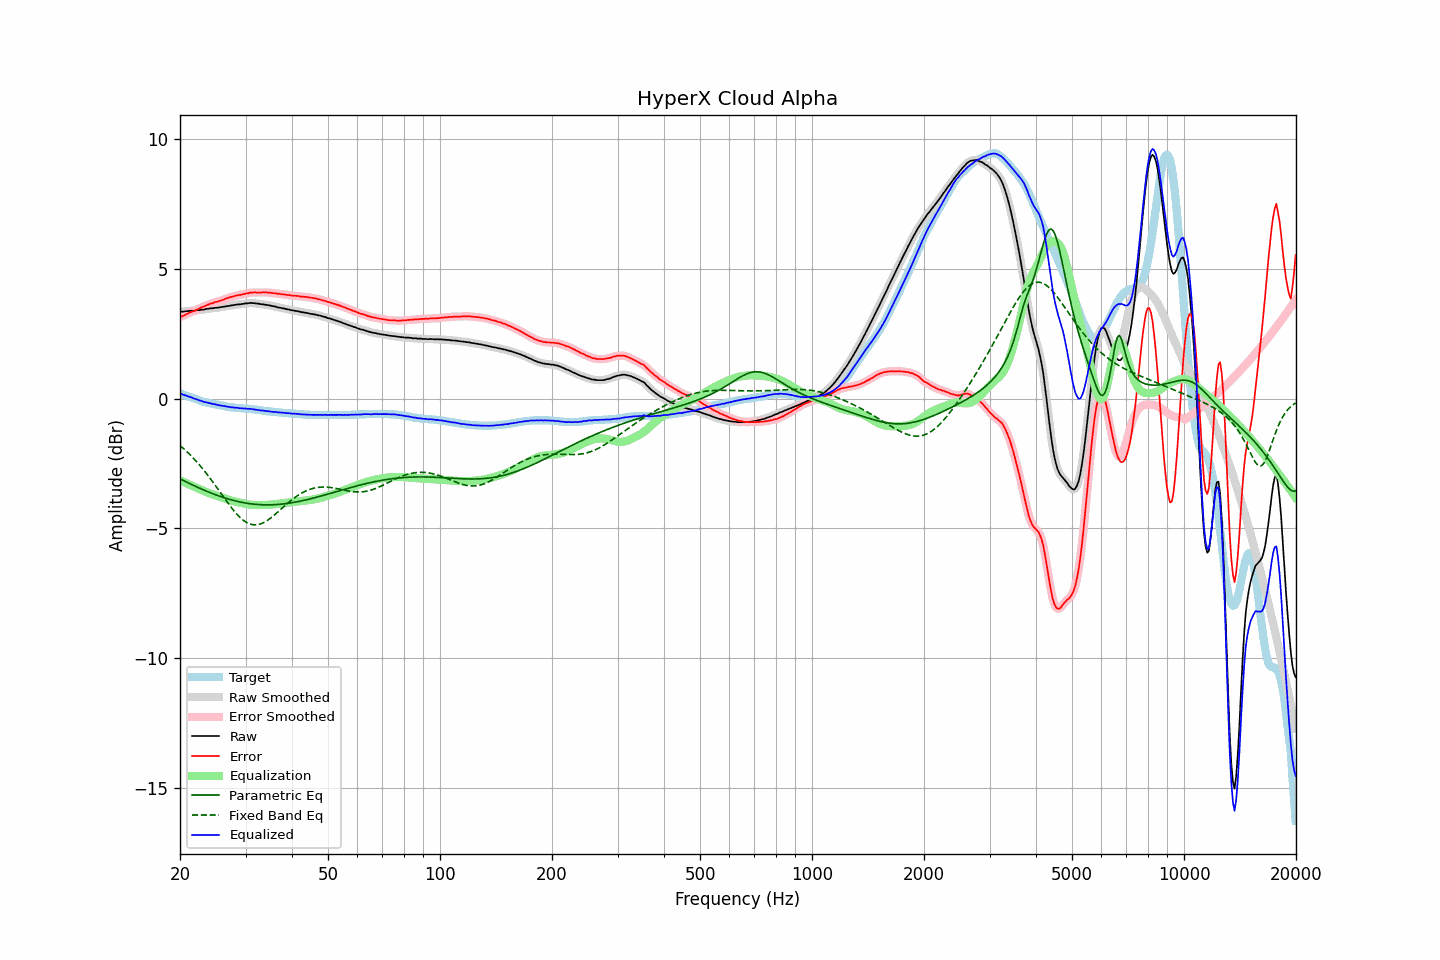 HyperX Cloud Alpha
10
5
0
−5
−10
−15
Amplitude (dBr)
Target
Raw Smoothed
Error Smoothed
Raw
Error
Equalization
Parametric Eq
Fixed Band Eq
Equalized
20 50 100 200 500 1000 2000 5000 10000 20000
Frequency (Hz)